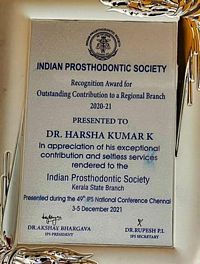 INDIAN PROSTHODONTIC SOCIETY
Recognition Award for
Outstanding Contribution to a Regional Branch
2020-21
PRESENTED TO
DR. HARSHA KUMAR K
In appreciation of his exceptional
contribution and selfless services
rendered to the
Indian Prosthodontic Society
Kerala State Branch
Presented during the 49th IPS National Conference Chennai
3-5 December 2021
DR.AKSHAY BHARGAVA
IPS PRESIDENT
DR.RUPESH P.L
IPS SECRETARY